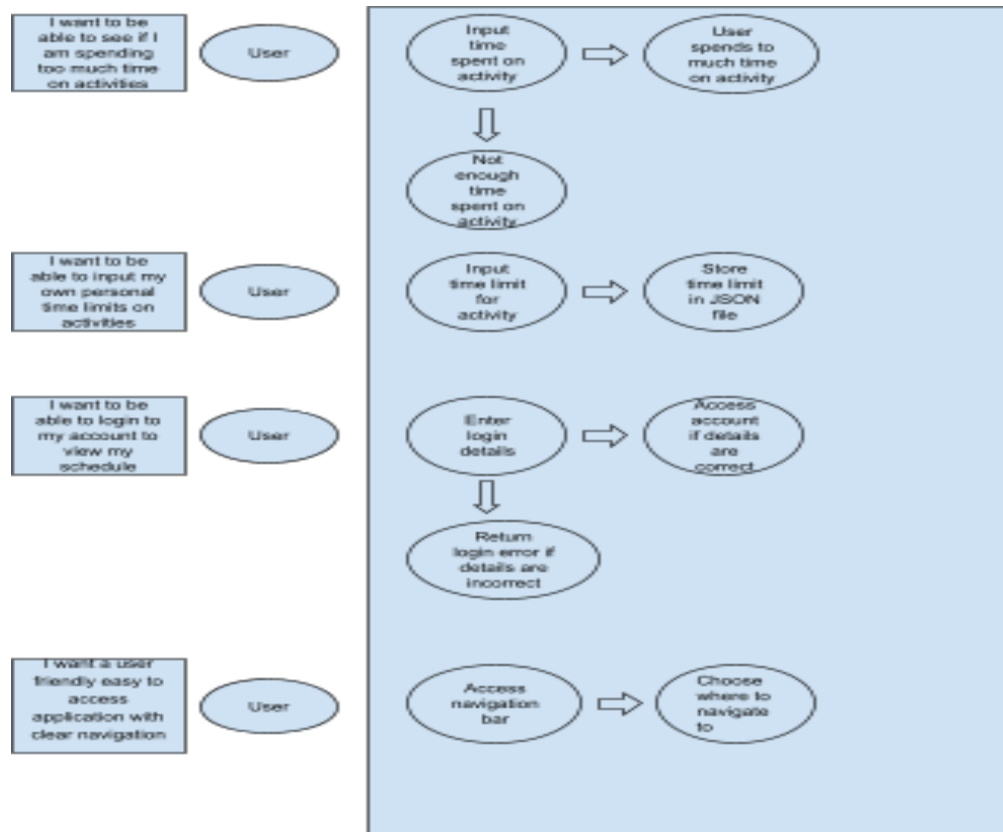 I want to be
able to see if I
am spending
too much time
on activities
User
Input
time
spent on
activity
User
spends to
much time
on activity
Not
enough
time
spent on
activity
I want to be
able to input my
own personal
time limits on
activities
User
Input
time limit
for
activity
Store
time limit
in JSON
file
I want to be
able to login to
my account to
view my
schedule
User
Enter
login
details
Access
account
if details
are
correct
Return
login error if
details are
incorrect
I want a user
friendly easy to
access
application with
clear navigation
User
Access
navigation
bar
Choose
where to
navigate
to